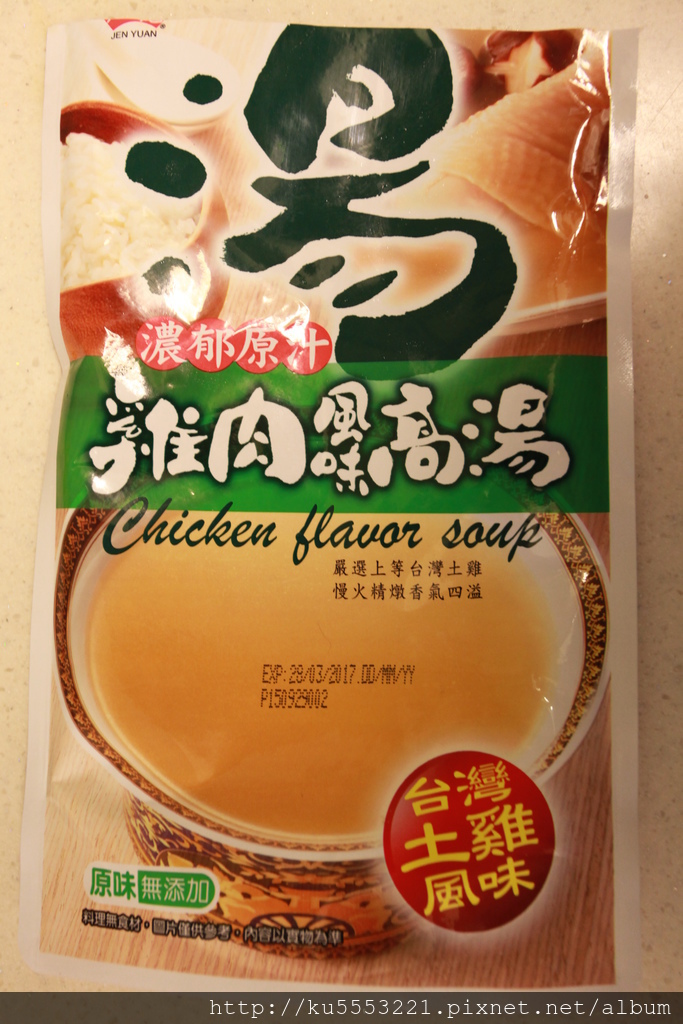 JEN YUAN
湯
濃郁原汁
雞肉風味高湯
Chicken flavor soup
嚴選上等台灣土雞
慢火精燉香氣四溢
EXP: 28/03/2017.DD/MM/YY
P150929002
台灣
土雞
風味
原味無添加
料理無食材,圖片僅供參考,內容以實物為準
http://ku5553221.pixnet.net/album